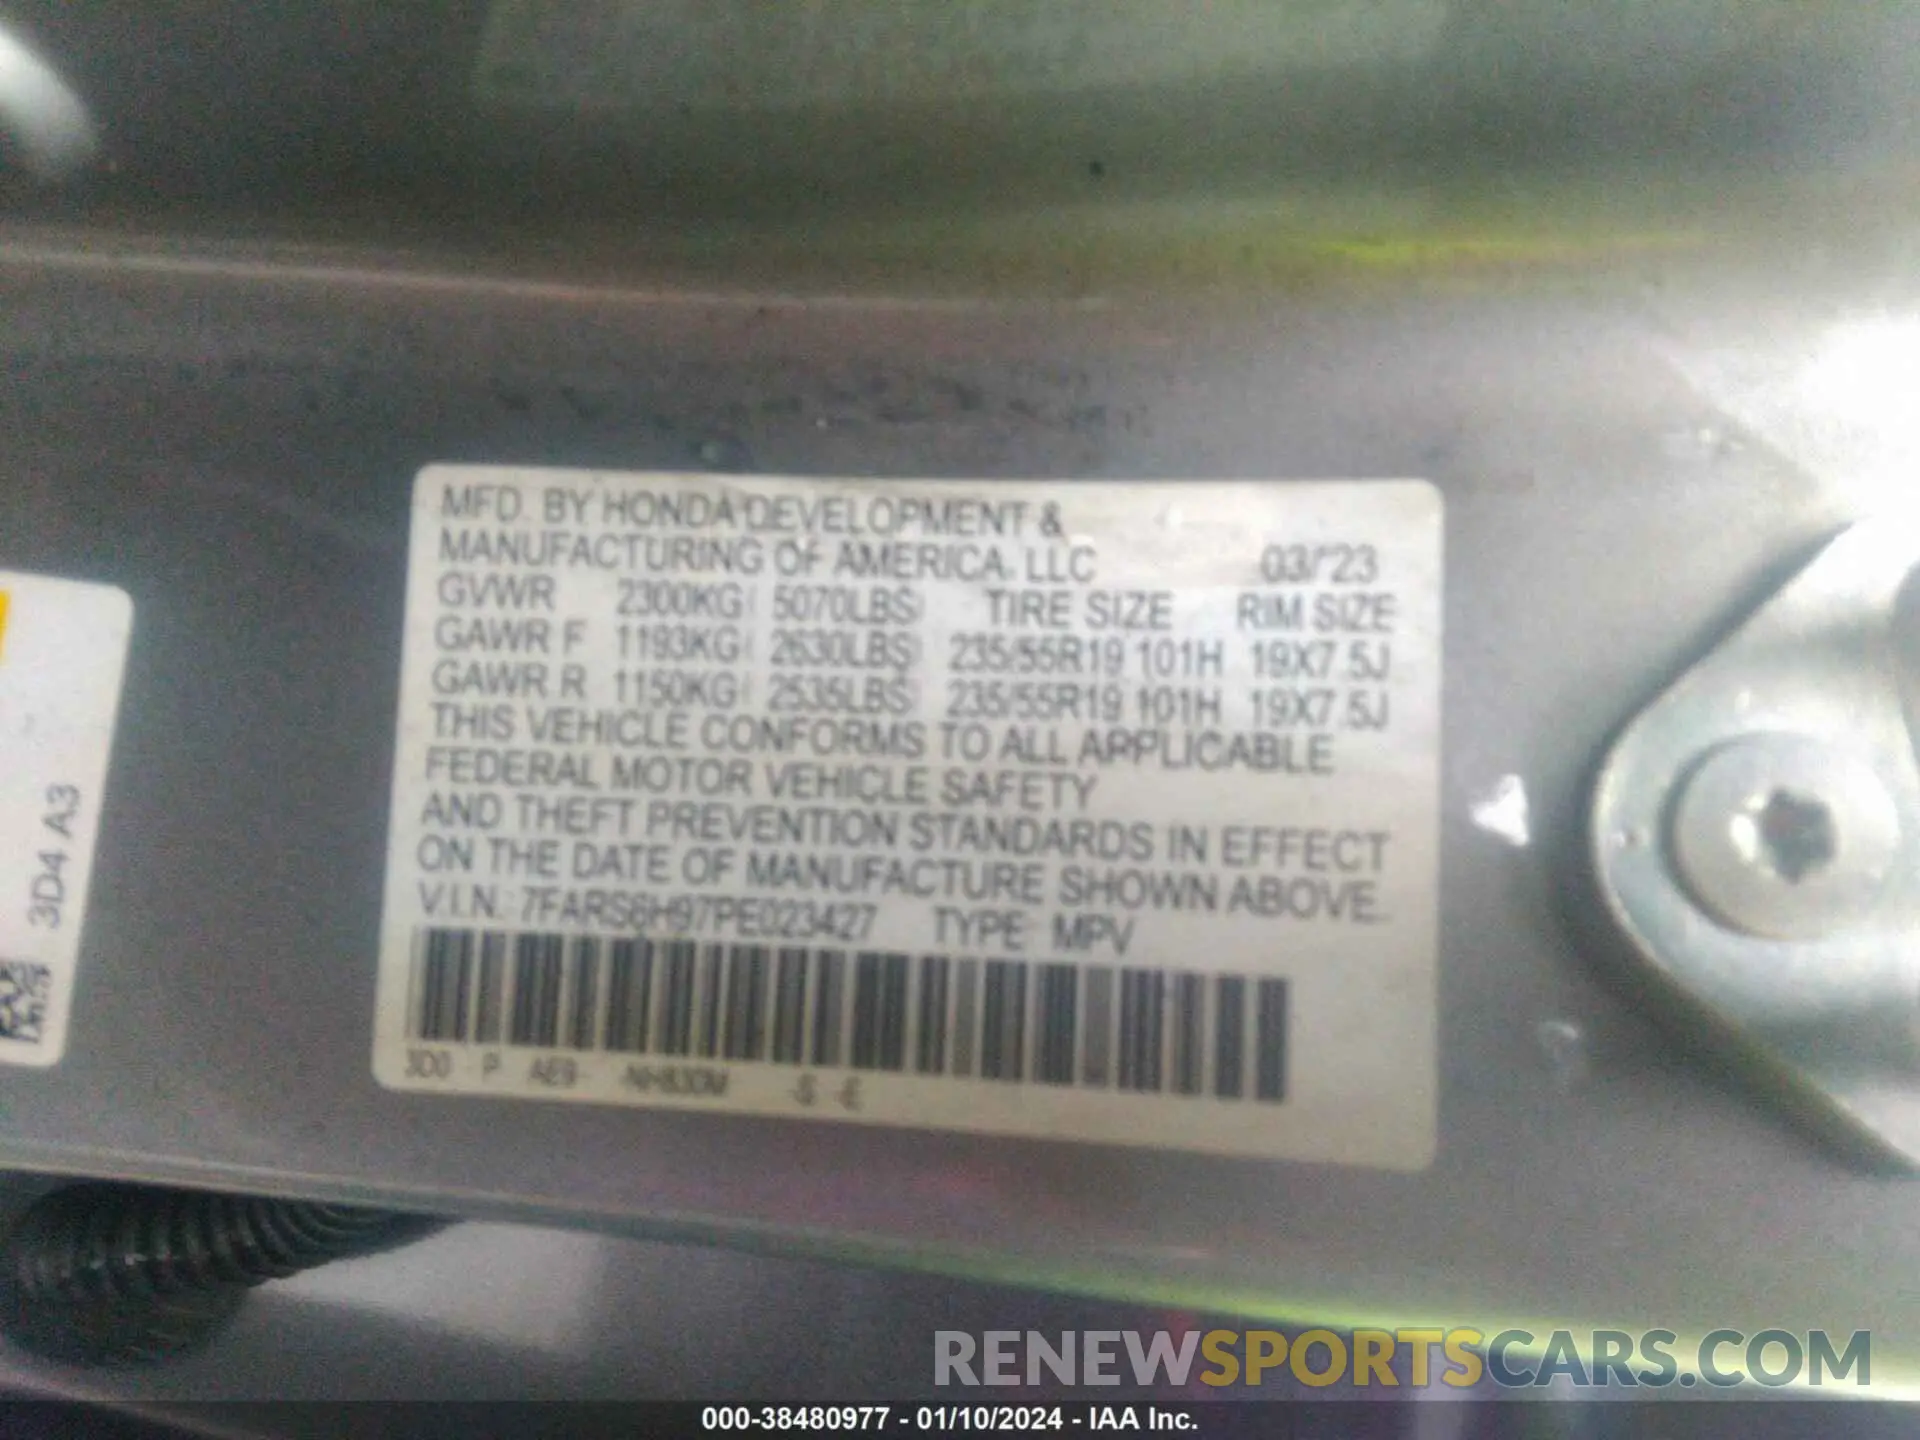 MFD. BY HONDA DEVELOPMENT &
MANUFACTURING OF AMERICA, LLC 03/'23
GVWR 2300KG( 5070LBS) TIRE SIZE RIM SIZE
GAWR F 1193KG( 2630LBS) 235/55R19 101H 19X7.5J
GAWR R 1150KG( 2535LBS) 235/55R19 101H 19X7.5J
THIS VEHICLE CONFORMS TO ALL APPLICABLE
FEDERAL MOTOR VEHICLE SAFETY
AND THEFT PREVENTION STANDARDS IN EFFECT
ON THE DATE OF MANUFACTURE SHOWN ABOVE.
V.I.N.: 7FARS6H97PE023427 TYPE: MPV
3D0 P AE9- NH830M -S -E
3D4 A3
RENEWSPORTSCARS.COM
000-38480977 - 01/10/2024 - IAA Inc.